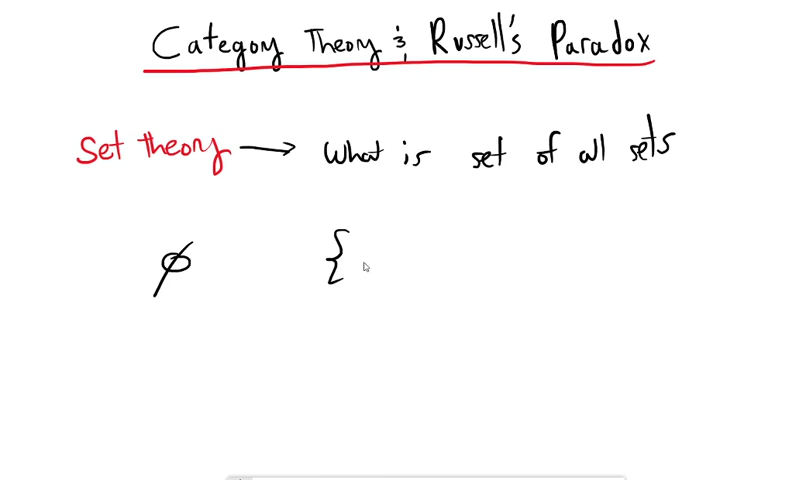 Category Theory & Russell's Paradox
Set theory → What is set of all sets
∅ {